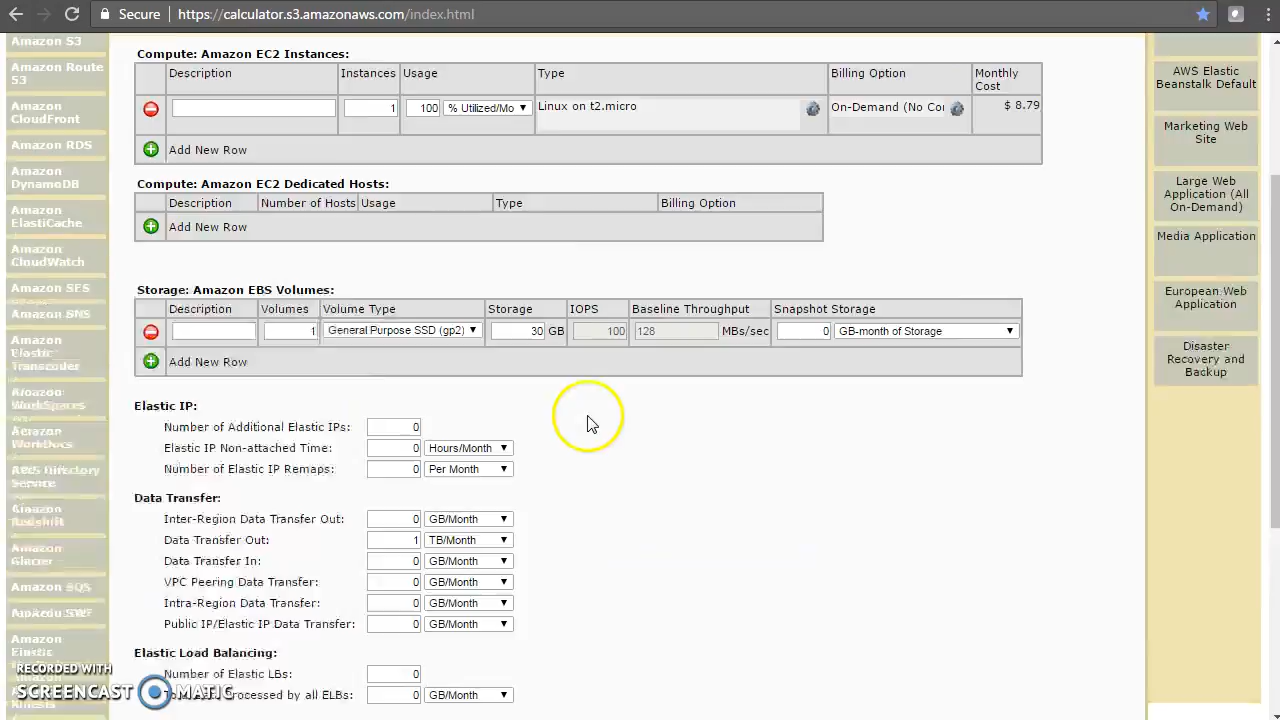 Secure https://calculator.s3.amazonaws.com/index.html
Amazon S3
Amazon Route
53
Amazon
CloudFront
Amazon RDS
Amazon
DynamoDB
Amazon
ElastiCache
Amazon
CloudWatch
Amazon SES
Amazon SNS
Amazon
Elastic
Transcoder
Amazon
WorkSpaces
Amazon
WorkDocs
AWS Directory
Service
Amazon
Redshift
Amazon
Glacier
Amazon SQS
Amazon SWF
Amazon
Elastic
Compute: Amazon EC2 Instances:
Description Instances Usage Type Billing Option Monthly
Cost
1 100 % Utilized/Mo Linux on t2.micro On-Demand (No Cor $ 8.79
Add New Row
Compute: Amazon EC2 Dedicated Hosts:
Description Number of Hosts Usage Type Billing Option
Add New Row
Storage: Amazon EBS Volumes:
Description Volumes Volume Type Storage IOPS Baseline Throughput Snapshot Storage
1 General Purpose SSD (gp2) 30 GB 100 128 MBs/sec 0 GB-month of Storage
Add New Row
Elastic IP:
Number of Additional Elastic IPs: 0
Elastic IP Non-attached Time: 0 Hours/Month
Number of Elastic IP Remaps: 0 Per Month
Data Transfer:
Inter-Region Data Transfer Out: 0 GB/Month
Data Transfer Out: 1 TB/Month
Data Transfer In: 0 GB/Month
VPC Peering Data Transfer: 0 GB/Month
Intra-Region Data Transfer: 0 GB/Month
Public IP/Elastic IP Data Transfer: 0 GB/Month
Elastic Load Balancing:
Number of Elastic LBs: 0
Processed by all ELBs: 0 GB/Month
AWS Elastic
Beanstalk Default
Marketing Web
Site
Large Web
Application (All
On-Demand)
Media Application
European Web
Application
Disaster
Recovery and
Backup
RECORDED WITH
SCREENCAST MATIC